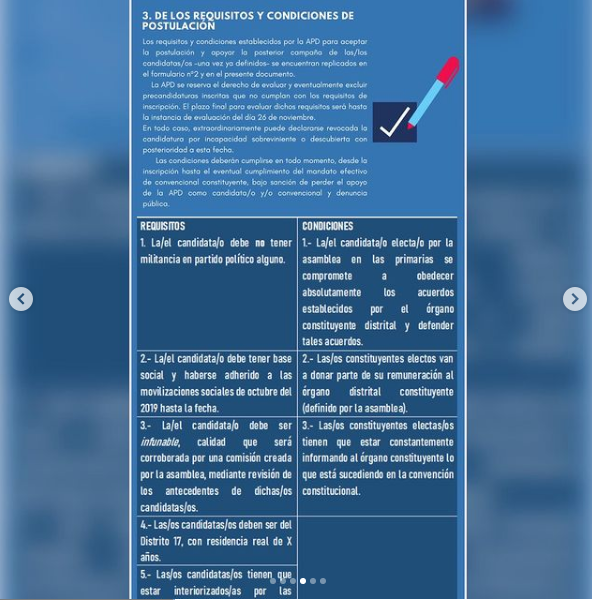 3. DE LOS REQUISITOS Y CONDICIONES DE
POSTULACIÓN
Los requisitos y condiciones establecidos por la APD para aceptar
la postulación y apoyar la posterior campaña de las/los
candidatas/os -una vez ya definidos- se encuentran replicados en
el formulario n°2 y en el presente documento.
La APD se reserva el derecho de evaluar y eventualmente excluir
precandidaturas inscritas que no cumplan con los requisitos de
inscripción. El plazo final para evaluar dichos requisitos será hasta
la instancia de evaluación del día 26 de noviembre.
En todo caso, extraordinariamente puede declararse revocada la
candidatura por incapacidad sobreviniente o descubierta con
posterioridad a esta fecha.
Las condiciones deberán cumplirse en todo momento, desde la
inscripción hasta el eventual cumplimiento del mandato efectivo
de convencional constituyente, bajo sanción de perder el apoyo
de la APD como candidata/o y/o convencional y denuncia
pública.
REQUISITOS
1. La/el candidata/o debe no tener
militancia en partido político alguno.
CONDICIONES
1.- La/el candidata/o electa/o por la
asamblea en las primarias se
compromete a obedecer
absolutamente los acuerdos
establecidos por el órgano
constituyente distrital y defender
tales acuerdos.
2.- La/el candidata/o debe tener base
social y haberse adherido a las
movilizaciones sociales de octubre del
2019 hasta la fecha.
2.- Las/os constituyentes electos van
a donar parte de su remuneración al
órgano distrital constituyente
(definido por la asamblea).
3.- La/el candidata/o debe ser
infunable, calidad que será
corroborada por una comisión creada
por la asamblea, mediante revisión de
los antecedentes de dichas/os
candidatas/os.
3.- Las/os constituyentes electas/os
tienen que estar constantemente
informando al órgano constituyente lo
que está sucediendo en la convención
constitucional.
4.- Las/os candidatas/os deben ser del
Distrito 17, con residencia real de X
años.
5.- Las/os candidatas/os tienen que
estar interiorizados/as por las